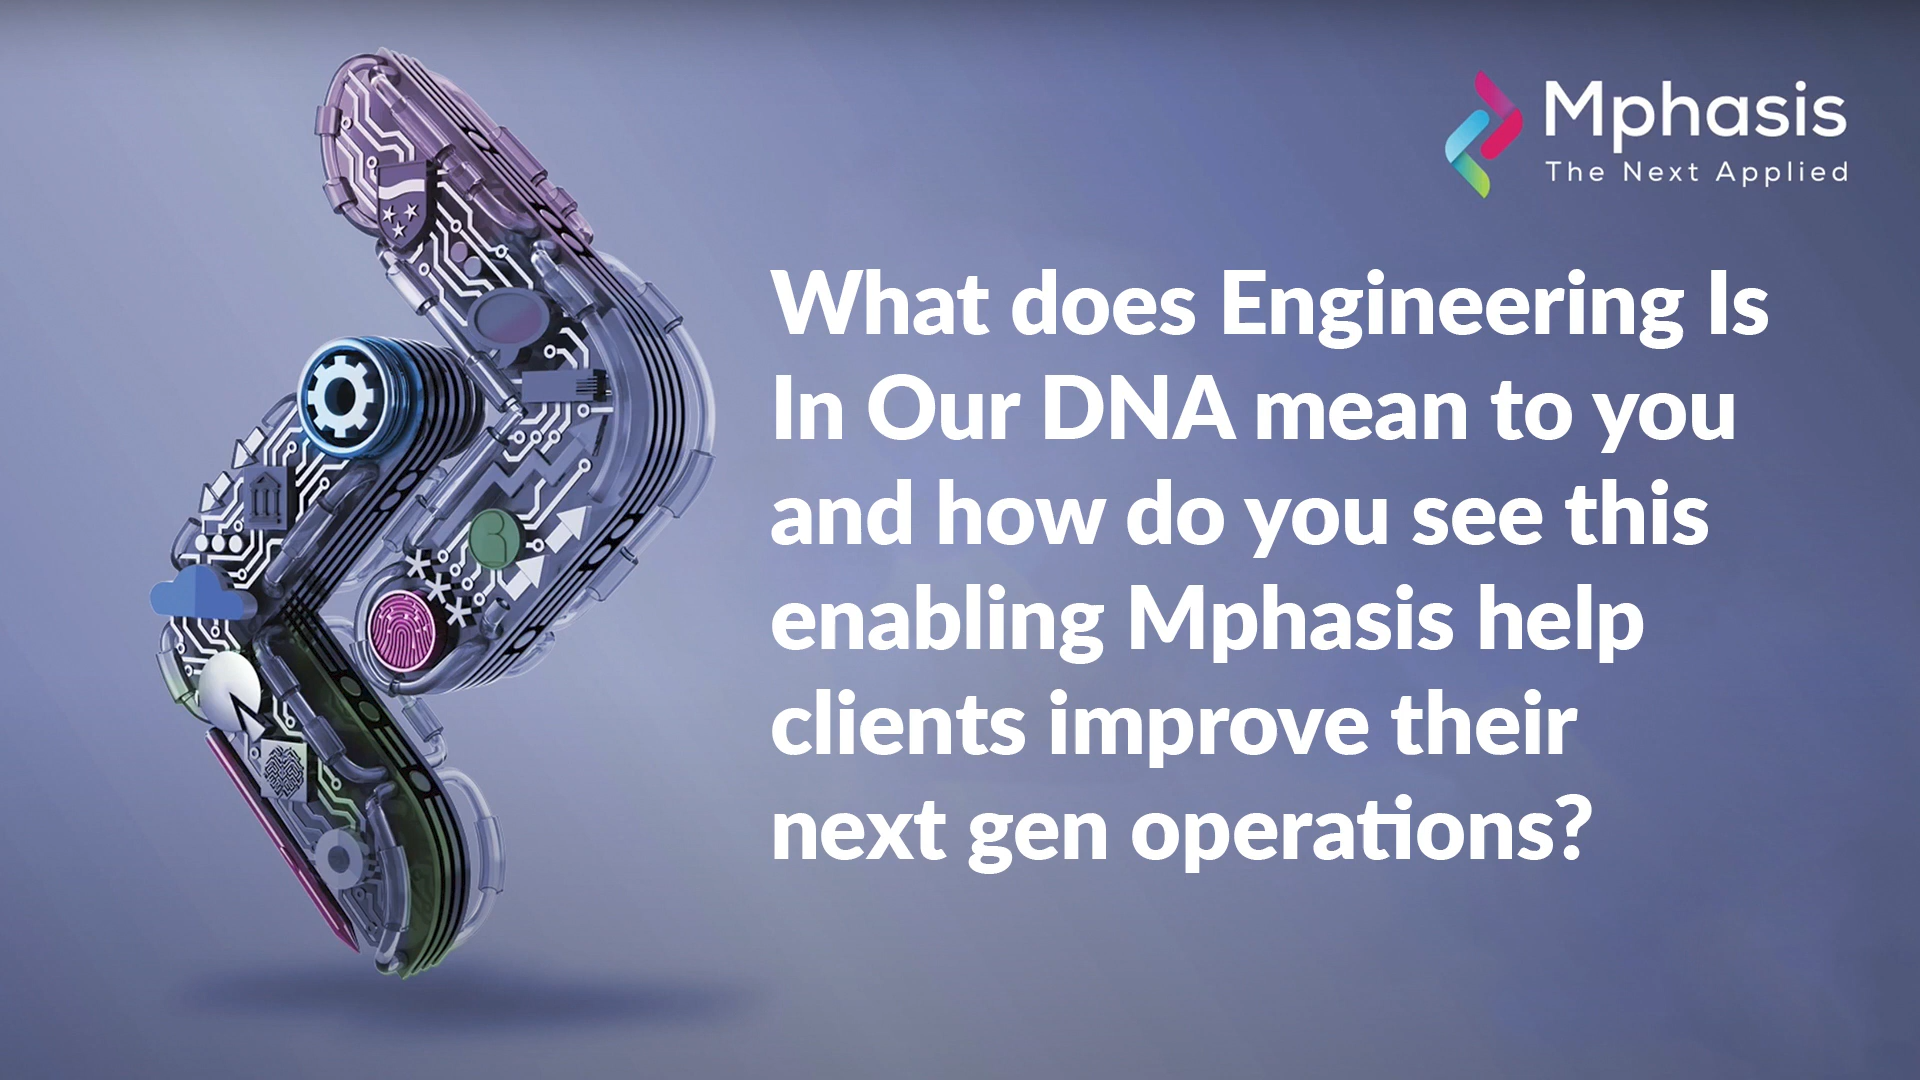 Mphasis
The Next Applied
What does Engineering Is
In Our DNA mean to you
and how do you see this
enabling Mphasis help
clients improve their
next gen operations?